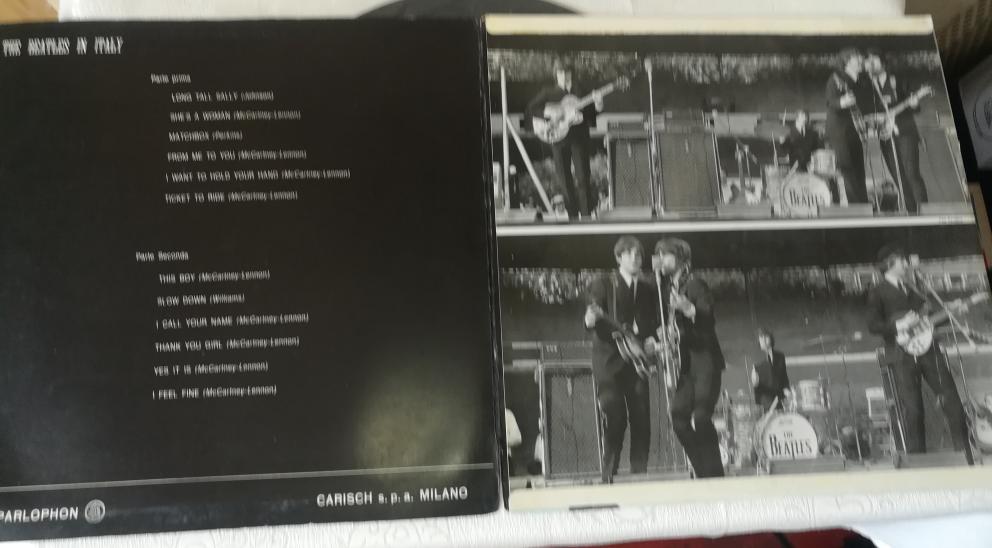 THE BEATLES IN ITALY
Parte prima
LONG TALL SALLY (Johnson)
SHE'S A WOMAN (McCartney-Lennon)
MATCHBOX (Perkins)
FROM ME TO YOU (McCartney-Lennon)
I WANT TO HOLD YOUR HAND (McCartney-Lennon)
TICKET TO RIDE (McCartney-Lennon)
Parte Seconda
THIS BOY (McCartney-Lennon)
SLOW DOWN (Williams)
I CALL YOUR NAME (McCartney-Lennon)
THANK YOU GIRL (McCartney-Lennon)
YES IT IS (McCartney-Lennon)
I FEEL FINE (McCartney-Lennon)
PARLOPHON
CARISCH s.p.a. MILANO
THE
BEATLES
THE
BEATLES